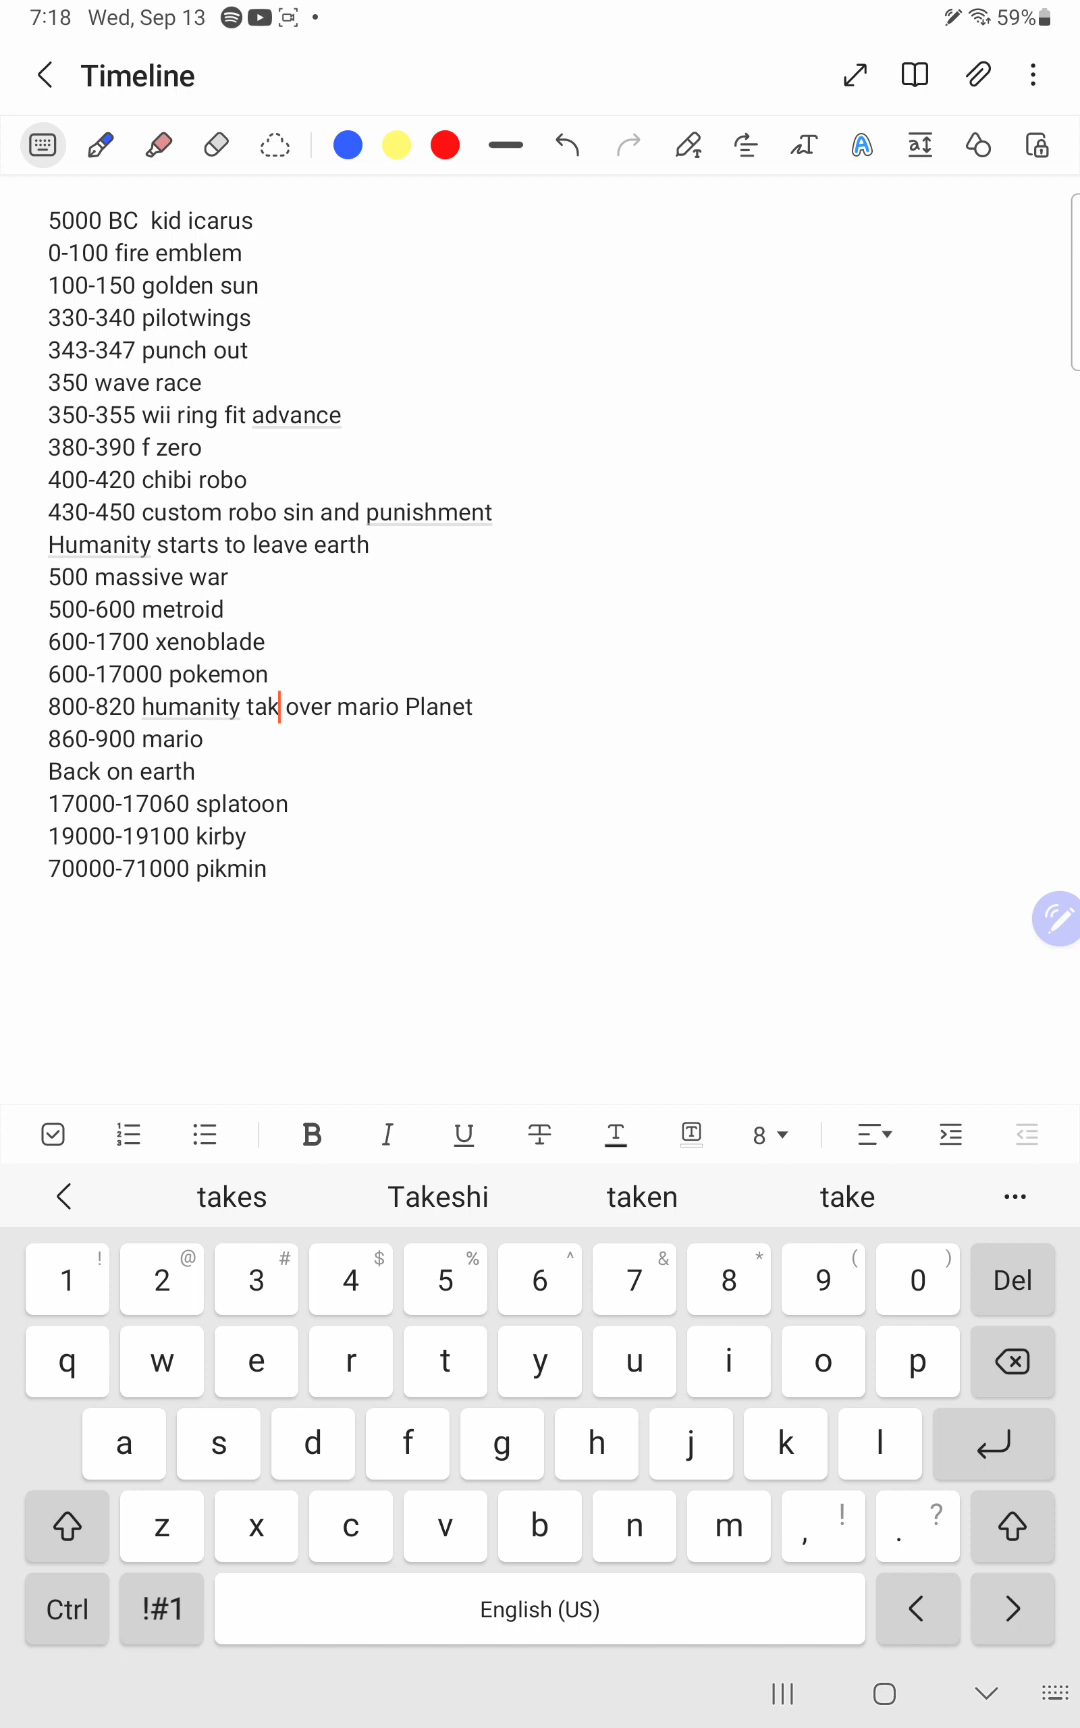 7:18 Wed, Sep 13 59%
Timeline
5000 BC  kid icarus
0-100 fire emblem
100-150 golden sun
330-340 pilotwings
343-347 punch out
350 wave race
350-355 wii ring fit advance
380-390 f zero
400-420 chibi robo
430-450 custom robo sin and punishment
Humanity starts to leave earth
500 massive war
500-600 metroid
600-1700 xenoblade
600-17000 pokemon
800-820 humanity tak over mario Planet
860-900 mario
Back on earth
17000-17060 splatoon
19000-19100 kirby
70000-71000 pikmin
B I U T T T 8
takes Takeshi taken take ...
! @ # $ % ^ & * ( )
1 2 3 4 5 6 7 8 9 0 Del
q w e r t y u i o p
a s d f g h j k l
z x c v b n m , ! . ?
Ctrl !#1 English (US) < >